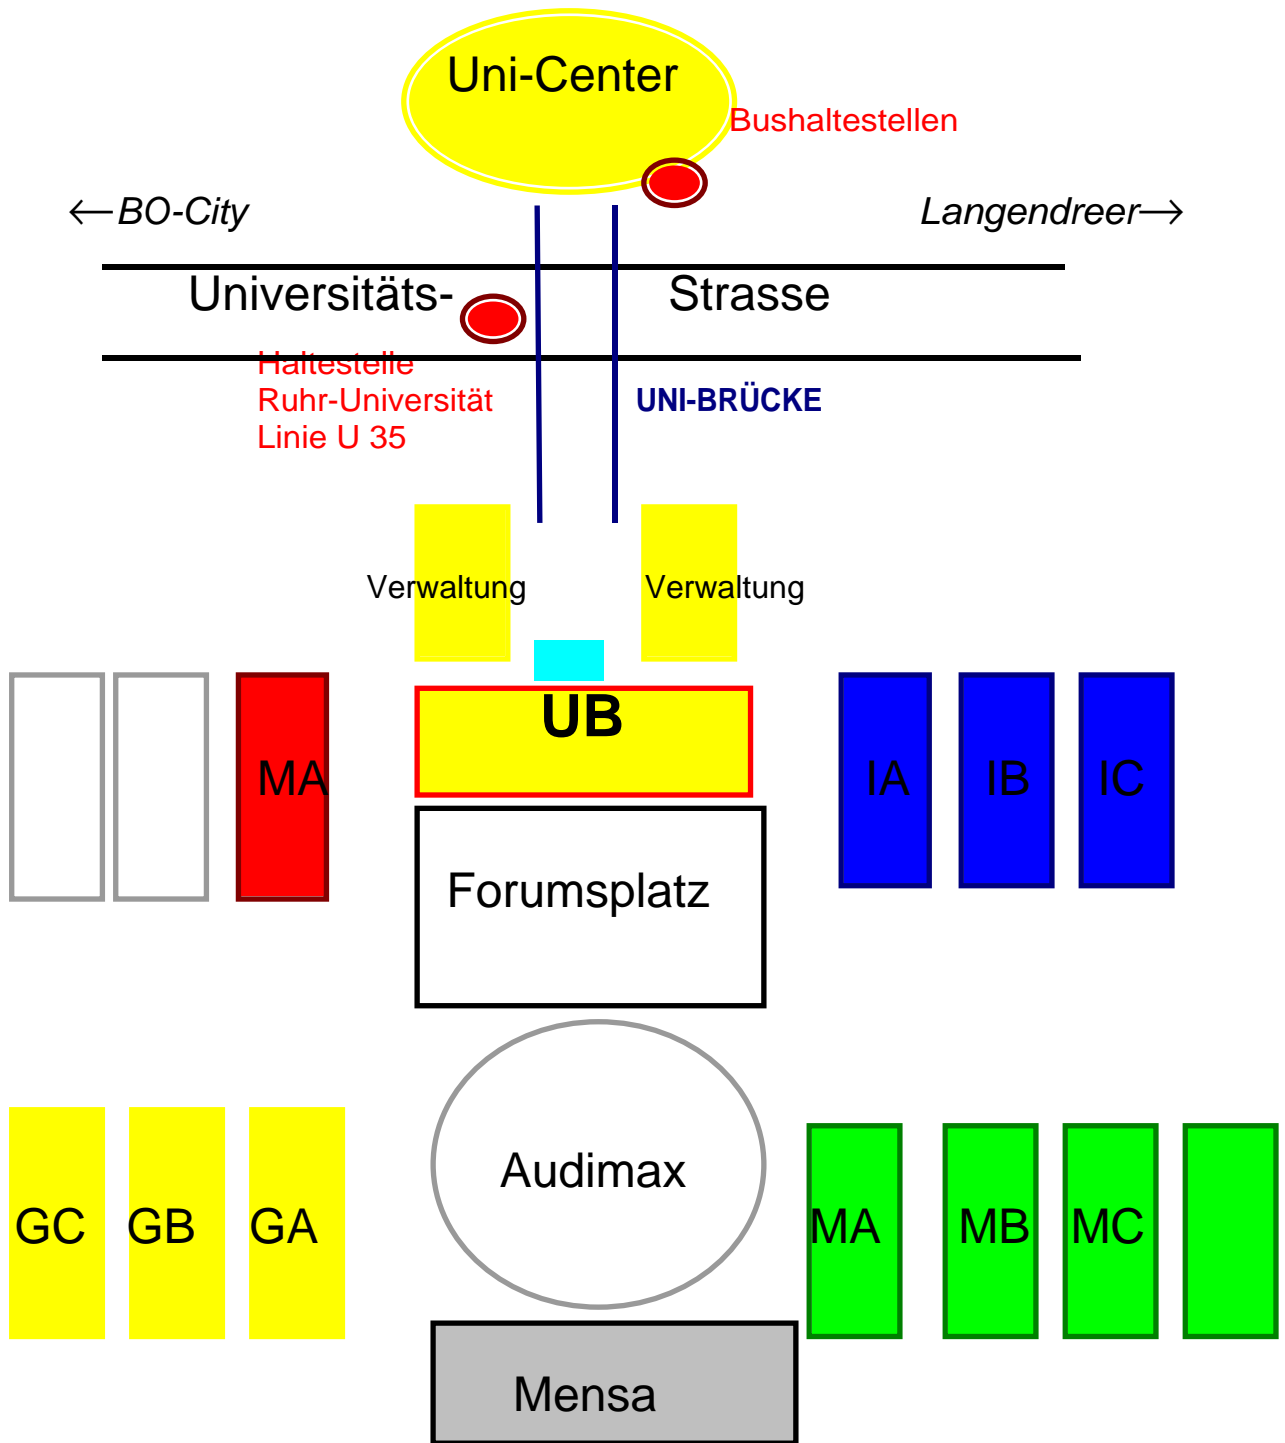 Uni-Center
Bushaltestellen
←BO-City
Langendreer→
Universitäts-
Strasse
Haltestelle
Ruhr-Universität
Linie U 35
UNI-BRÜCKE
Verwaltung
Verwaltung
UB
MA
IA
IB
IC
Forumsplatz
Audimax
GC
GB
GA
MA
MB
MC
Mensa